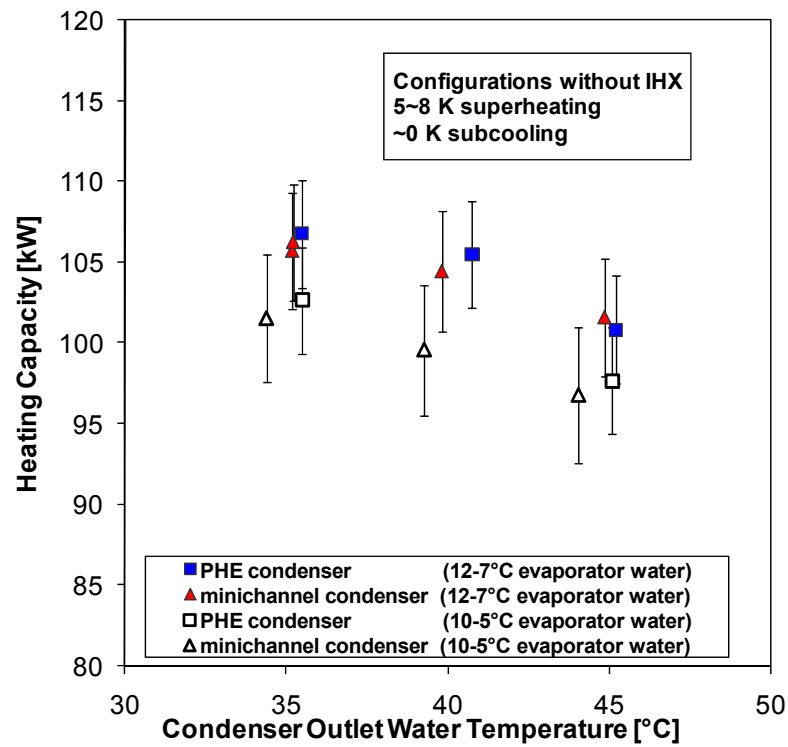 120
115
110
105
100
95
90
85
80
Heating Capacity [kW]
Configurations without IHX
5~8 K superheating
~0 K subcooling
PHE condenser (12-7°C evaporator water)
minichannel condenser (12-7°C evaporator water)
PHE condenser (10-5°C evaporator water)
minichannel condenser (10-5°C evaporator water)
30 35 40 45 50
Condenser Outlet Water Temperature [°C]